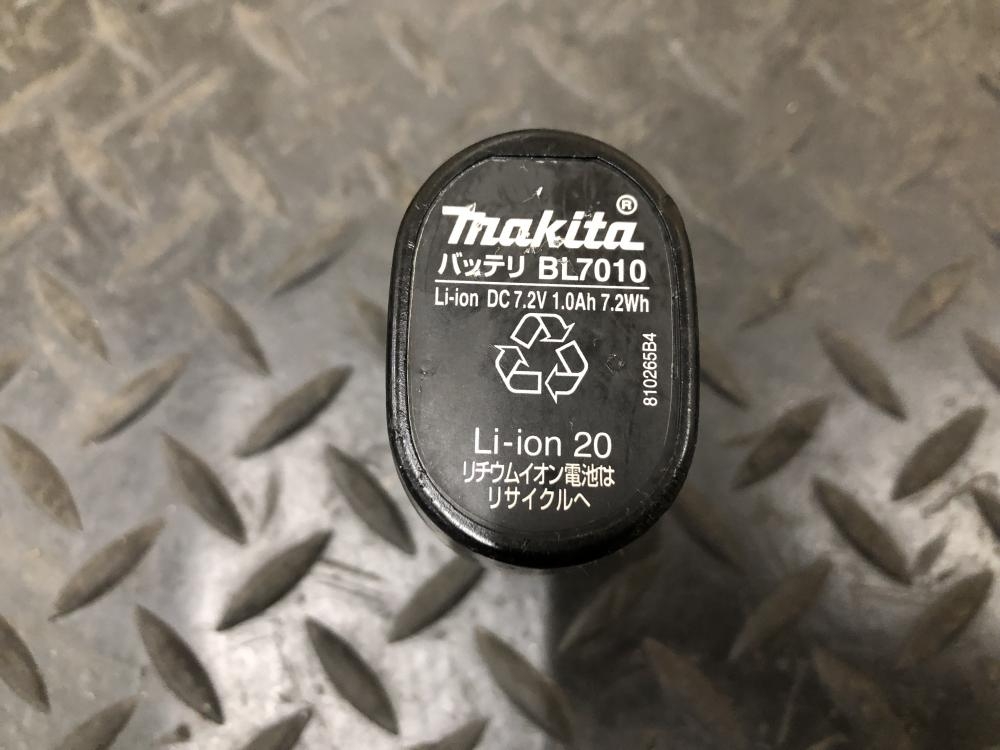 makita®
バッテリ BL7010
Li-ion DC 7.2V 1.0Ah 7.2Wh
810265B4
Li-ion 20
リチウムイオン電池は
リサイクルへ